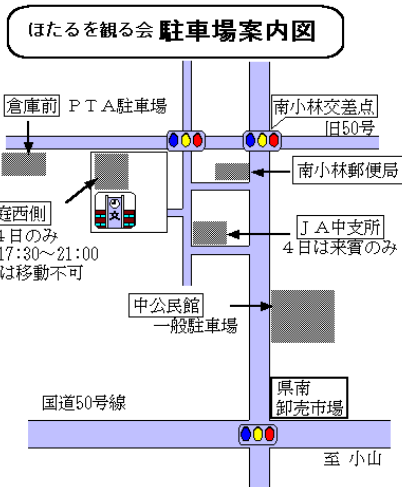 ほたるを観る会 駐車場案内図
倉庫前 ＰＴＡ駐車場
南小林交差点
旧50号
南小林郵便局
庭西側
4日のみ
17:30～21:00
は移動不可
ＪＡ中支所
４日は来賓のみ
中公民館
一般駐車場
県南
卸売市場
国道50号線
至 小山